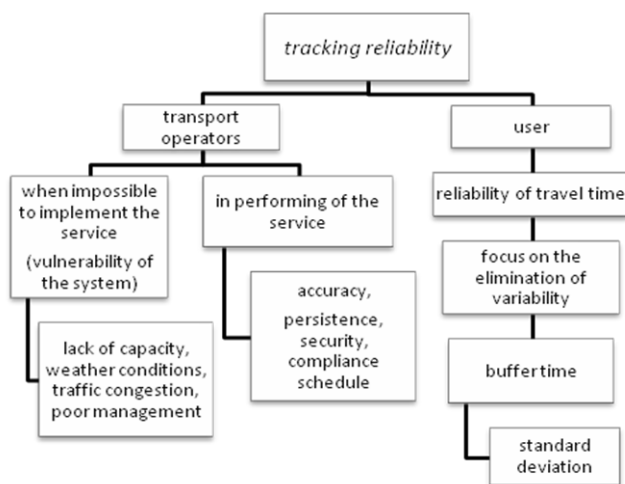 tracking reliability
transport
operators
user
when impossible
to implement the
service
(vulnerability of
the system)
in performing of the
service
reliability of travel time
lack of capacity,
weather conditions,
traffic congestion,
poor management
accuracy,
persistence,
security,
compliance
schedule
focus on the
elimination of
variability
buffer time
standard
deviation